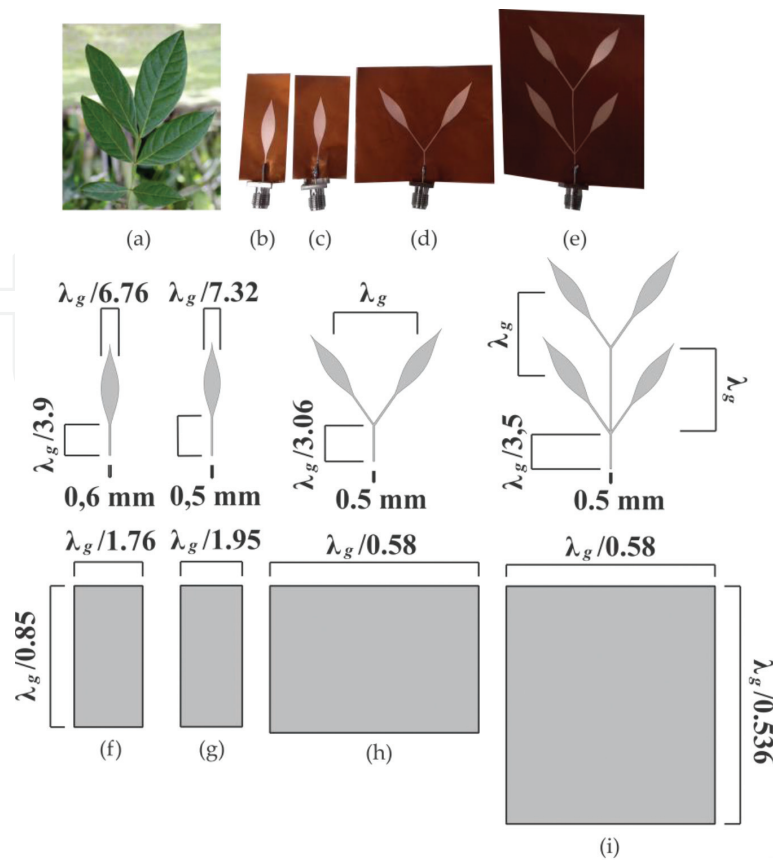 (a)
(b)
(c)
(d)
(e)
λg/6.76
λg/7.32
λg
λg/3.9
λg/3.06
λg
λg
λg/3,5
0,6 mm
0,5 mm
0.5 mm
0.5 mm
λg/1.76
λg/1.95
λg/0.58
λg/0.58
λg/0.85
λg/0.536
(f)
(g)
(h)
(i)